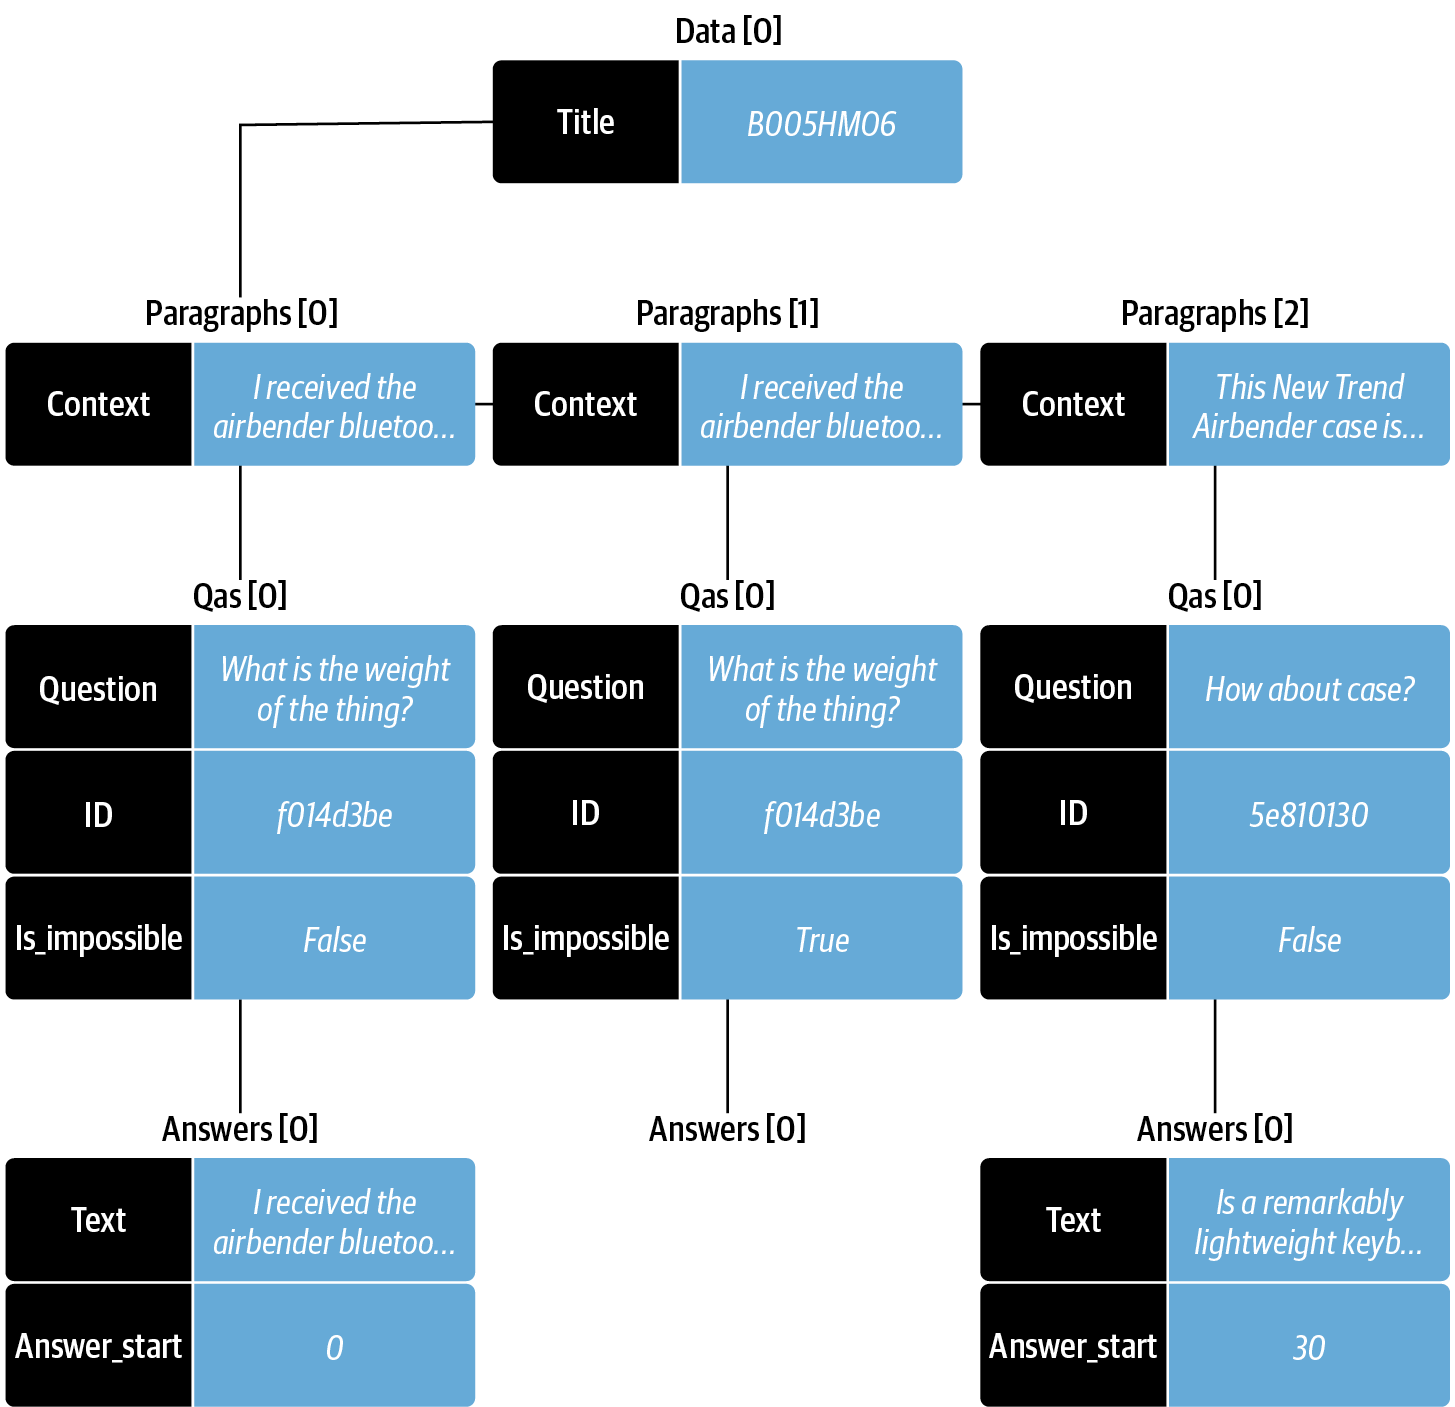 Data [0]
Title
B005HMO6
Paragraphs [0]
Paragraphs [1]
Paragraphs [2]
Context
I received the
airbender bluetoo...
Context
I received the
airbender bluetoo...
Context
This New Trend
Airbender case is...
Qas [0]
Qas [0]
Qas [0]
Question
What is the weight
of the thing?
Question
What is the weight
of the thing?
Question
How about case?
ID
f014d3be
ID
f014d3be
ID
5e810130
Is_impossible
False
Is_impossible
True
Is_impossible
False
Answers [0]
Answers [0]
Answers [0]
Text
I received the
airbender bluetoo...
Text
Is a remarkably
lightweight keyb...
Answer_start
0
Answer_start
30